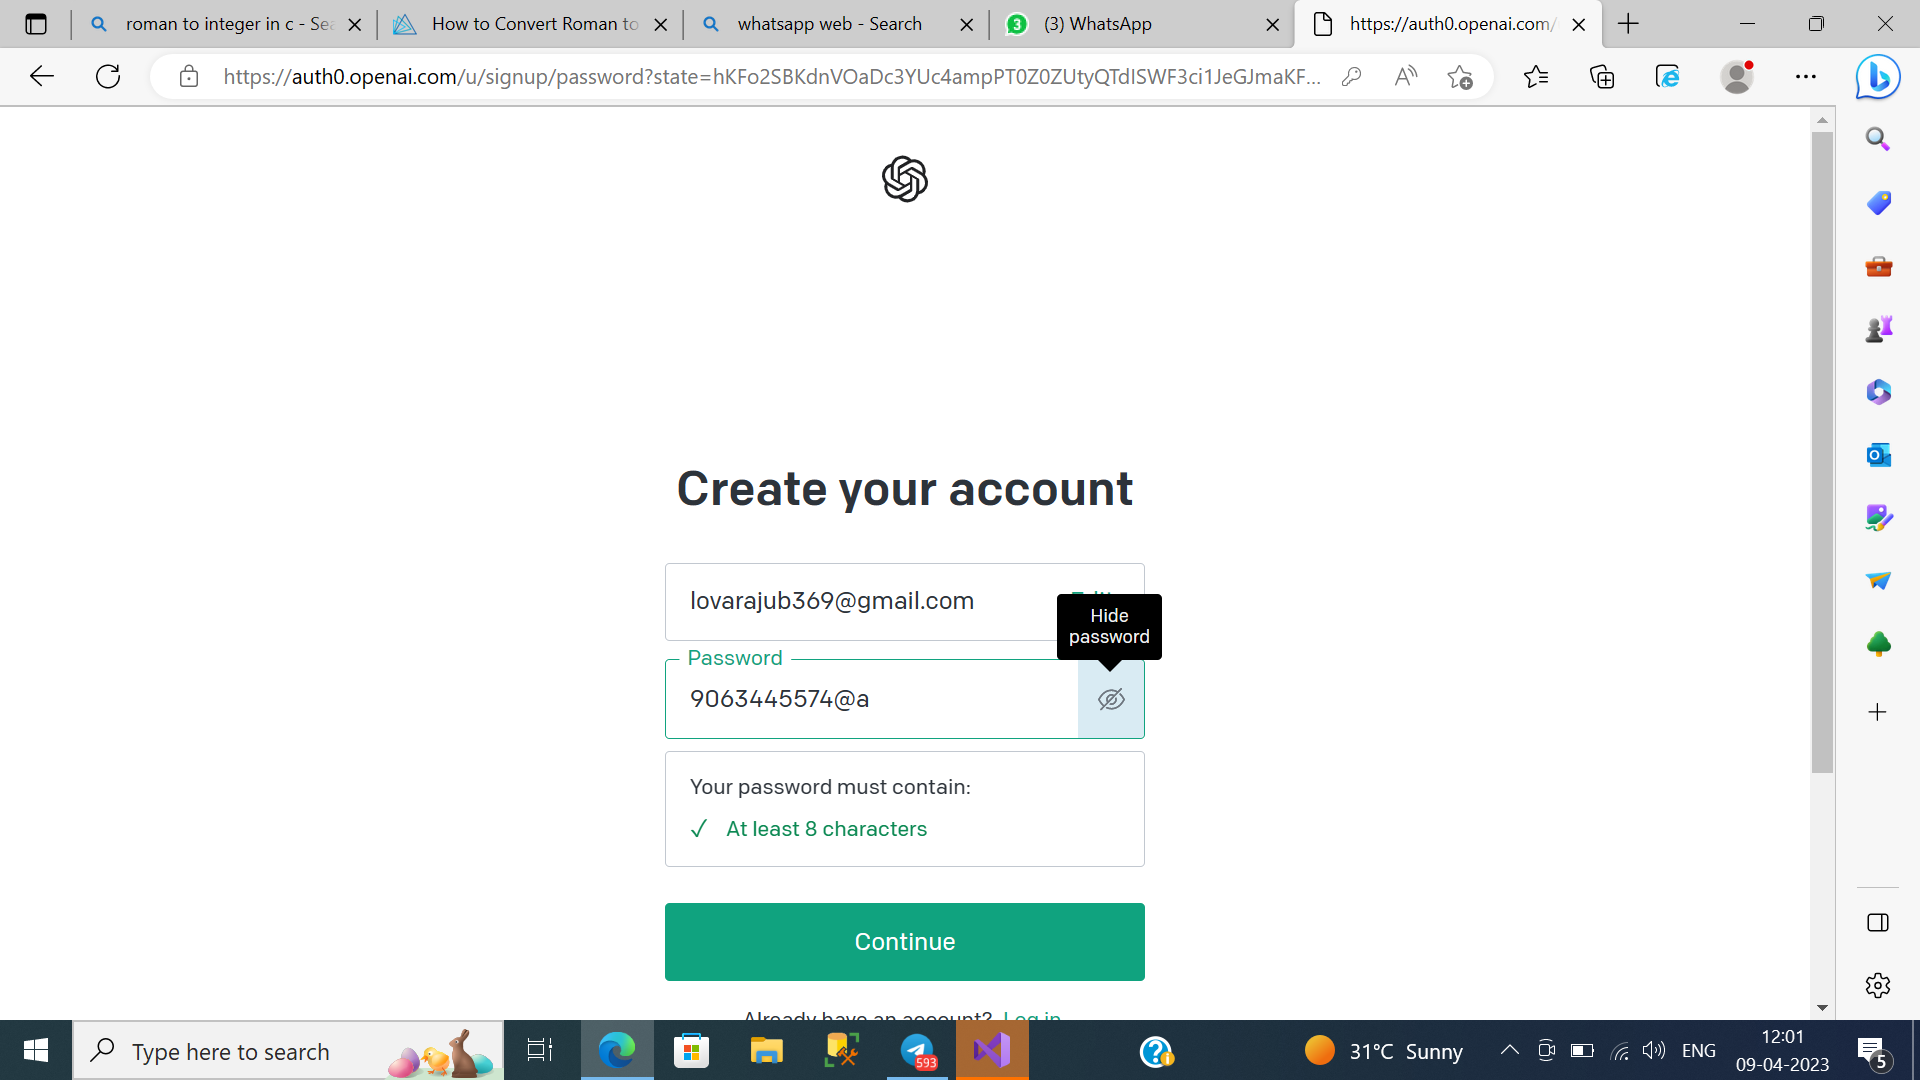 roman to integer in c - Sea
How to Convert Roman to
whatsapp web - Search
3
(3) WhatsApp
https://auth0.openai.com/
https://auth0.openai.com/u/signup/password?state=hKFo2SBKdnVOaDc3YUc4ampPT0Z0ZUtyQTdISWF3ci1JeGJmaKF...
Create your account
lovarajub369@gmail.com
Hide
password
Password
9063445574@a
Your password must contain:
✓ At least 8 characters
Continue
Already have an account? Log in
Type here to search
593
31°C Sunny
ENG
12:01
09-04-2023
5